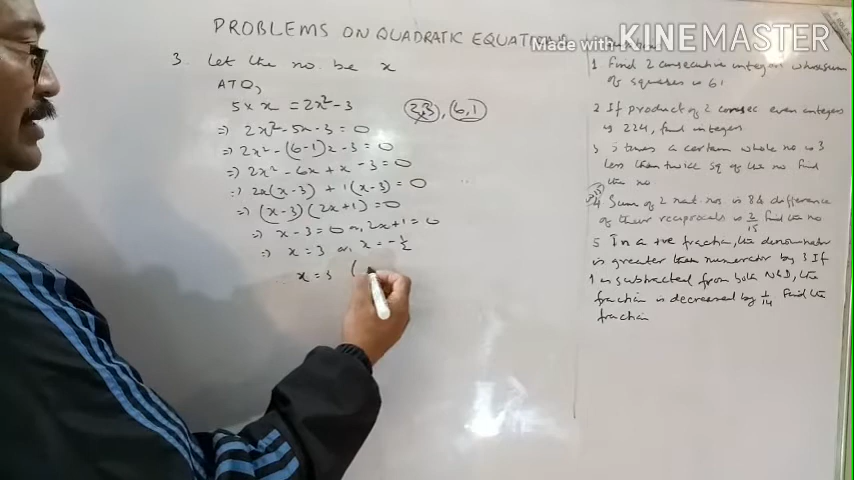 PROBLEMS ON QUADRATIC EQUATIONS
Made with KINEMASTER
3. Let the no. be x
ATQ,
5 × x = 2x² - 3
(2,3), (6,1)
=> 2x² - 5x - 3 = 0
=> 2x² - (6-1)x - 3 = 0
=> 2x² - 6x + x - 3 = 0
=> 2x(x-3) + 1(x-3) = 0
=> (x-3)(2x+1) = 0
=> x - 3 = 0 or, 2x+1 = 0
=> x = 3 or, x = -1/2
∴ x = 3 (
1 Find 2 consecutive integers whose sum
of squares is 61
2 If product of 2 consec even integers
is 224, find integers
3 5 times a certain whole no is 3
less than twice sq of the no find
the no
4 Sum of 2 nat. nos is 8 & difference
of their reciprocals is 2/15 find the no
5 In a +ve fraction, the denominator
is greater than numerator by 3 If
1 is subtracted from both N&D, the
fraction is decreased by 1/14 Find the
fraction